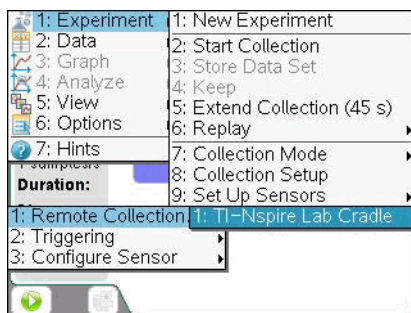 1: Experiment
2: Data
3: Graph
4: Analyze
5: View
6: Options
7: Hints
1: New Experiment
2: Start Collection
3: Store Data Set
4: Keep
5: Extend Collection (45 s)
6: Replay
7: Collection Mode
8: Collection Setup
9: Set Up Sensors
Duration:
1: Remote Collection
2: Triggering
3: Configure Sensor
1: TI-Nspire Lab Cradle